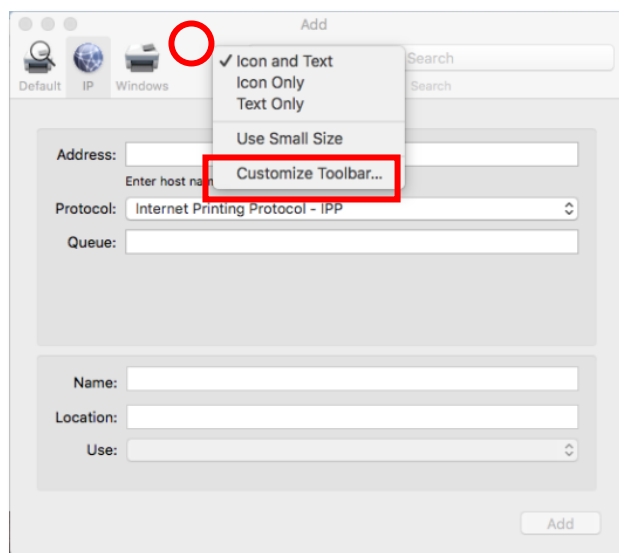 Add
Default IP Windows
Search
Search
✓ Icon and Text
Icon Only
Text Only
Use Small Size
Customize Toolbar...
Address:
Enter host
Protocol: Internet Printing Protocol - IPP
Queue:
Name:
Location:
Use:
Add